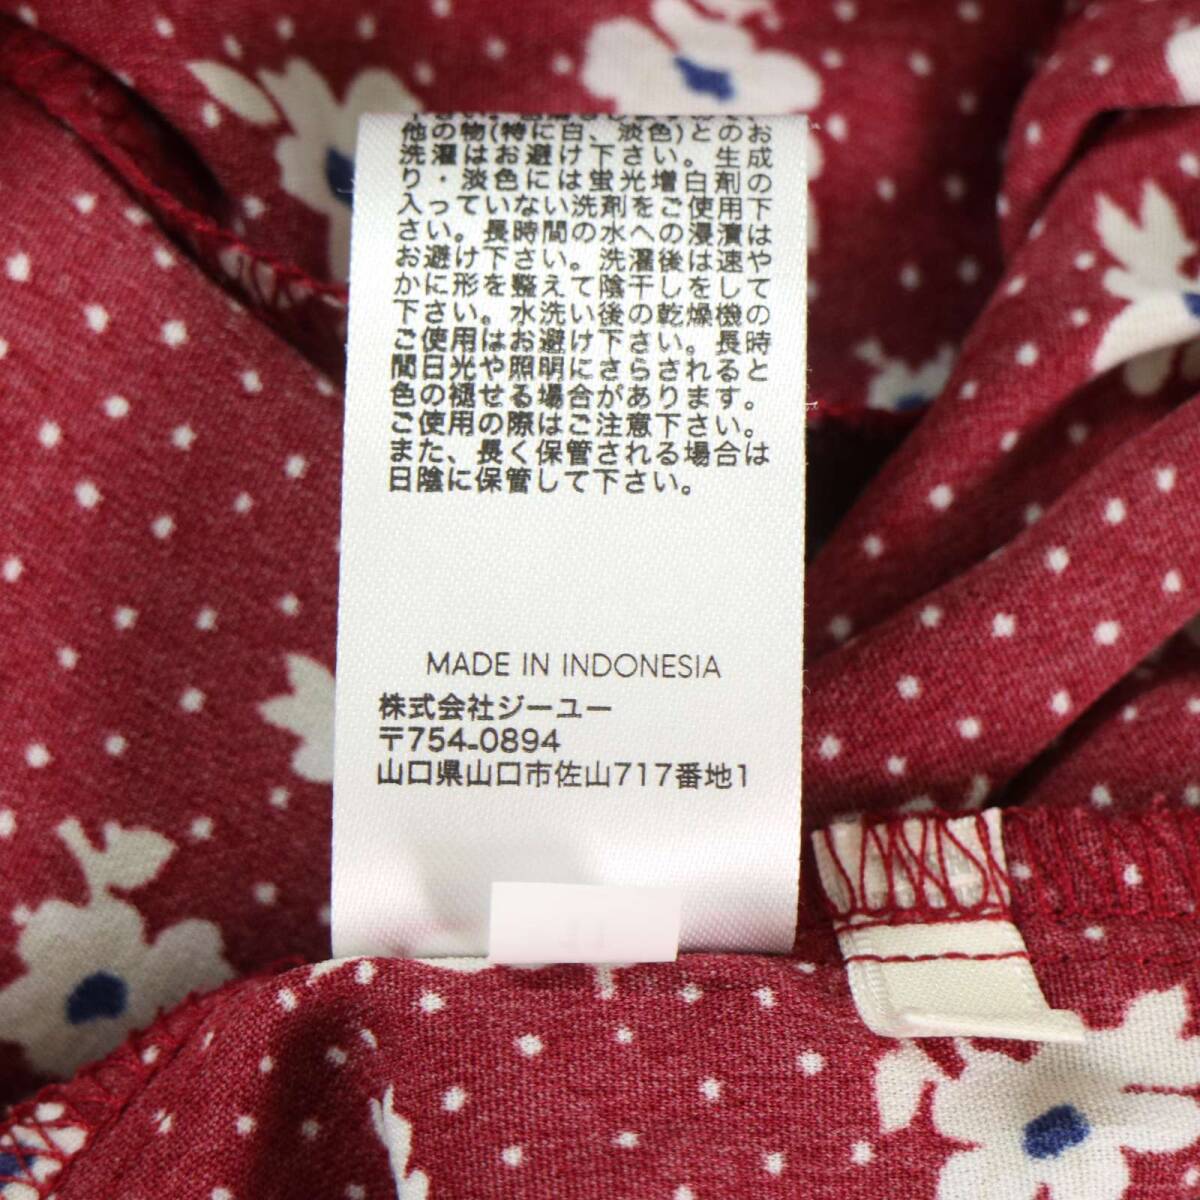 他の物(特に白、淡色)とのお
洗濯はお避け下さい。生成
り・淡色には蛍光増白剤の
入っていない洗剤をご使用下
さい。長時間の水への浸漬は
お避け下さい。洗濯後は速や
かに形を整えて陰干しをして
下さい。水洗い後の乾燥機の
ご使用はお避け下さい。長時
間日光や照明にさらされると
色の褪せる場合があります。
ご使用の際はご注意下さい。
また、長く保管される場合は
日陰に保管して下さい。
MADE IN INDONESIA
株式会社ジーユー
〒754-0894
山口県山口市佐山717番地1